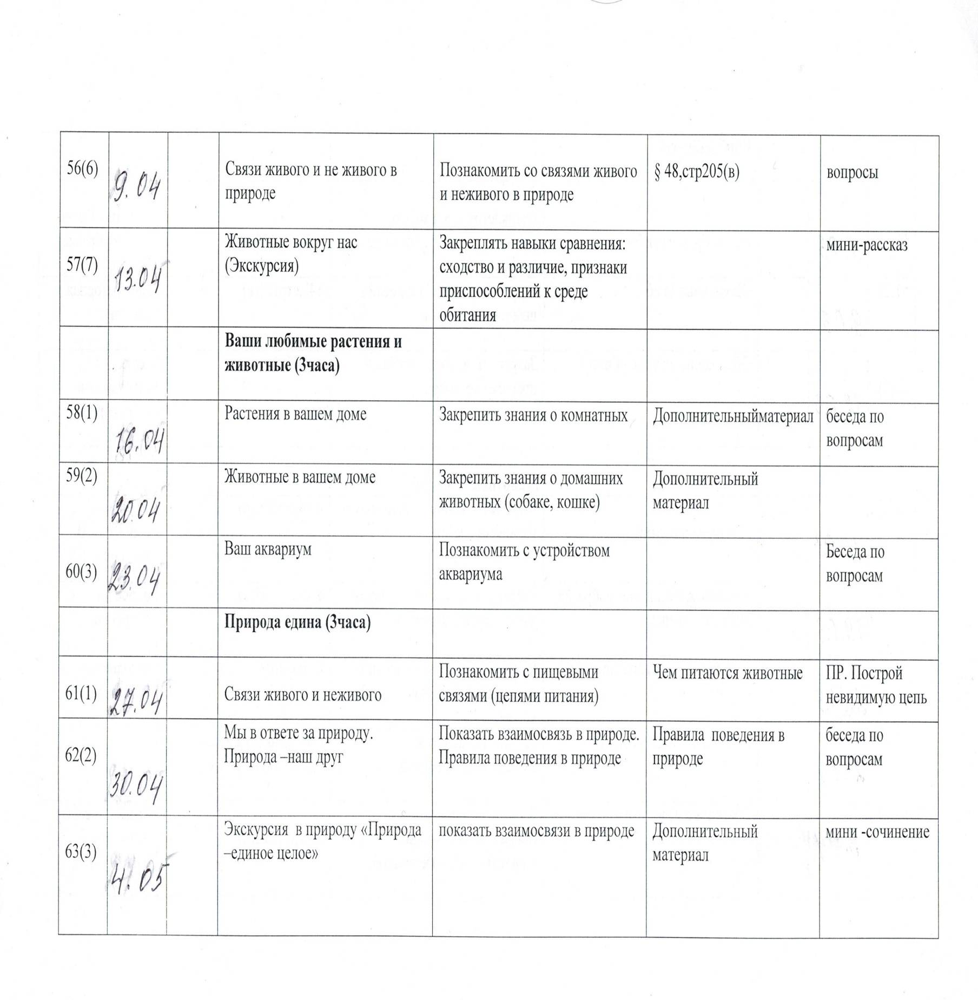 56(6)
9.04
Связи живого и не живого в
природе
Познакомить со связями живого
и неживого в природе
§ 48,стр205(в)
вопросы
57(7)
13.04
Животные вокруг нас
(Экскурсия)
Закреплять навыки сравнения:
сходство и различие, признаки
приспособлений к среде
обитания
мини-рассказ
Ваши любимые растения и
животные (3часа)
58(1)
16.04
Растения в вашем доме
Закрепить знания о комнатных
Дополнительныйматериал
беседа по
вопросам
59(2)
20.04
Животные в вашем доме
Закрепить знания о домашних
животных (собаке, кошке)
Дополнительный
материал
60(3)
23.04
Ваш аквариум
Познакомить с устройством
аквариума
Беседа по
вопросам
Природа едина (3часа)
61(1)
27.04
Связи живого и неживого
Познакомить с пищевыми
связями (цепями питания)
Чем питаются животные
ПР. Построй
невидимую цепь
62(2)
30.04
Мы в ответе за природу.
Природа –наш друг
Показать взаимосвязь в природе.
Правила поведения в природе
Правила  поведения в
природе
беседа по
вопросам
63(3)
4.05
Экскурсия  в природу «Природа
–единое целое»
показать взаимосвязи в природе
Дополнительный
материал
мини -сочинение